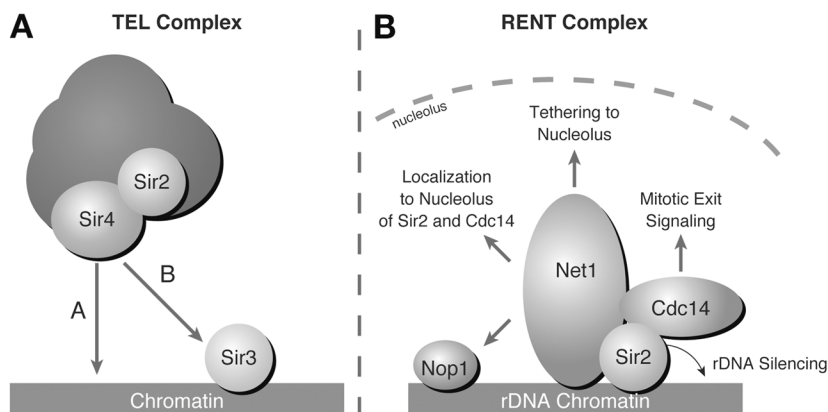 A
TEL Complex
Sir2
Sir4
A
B
Sir3
Chromatin
B
RENT Complex
nucleolus
Tethering to
Nucleolus
Localization
to Nucleolus
of Sir2 and Cdc14
Mitotic Exit
Signaling
Net1
Cdc14
Sir2
Nop1
rDNA Silencing
rDNA Chromatin